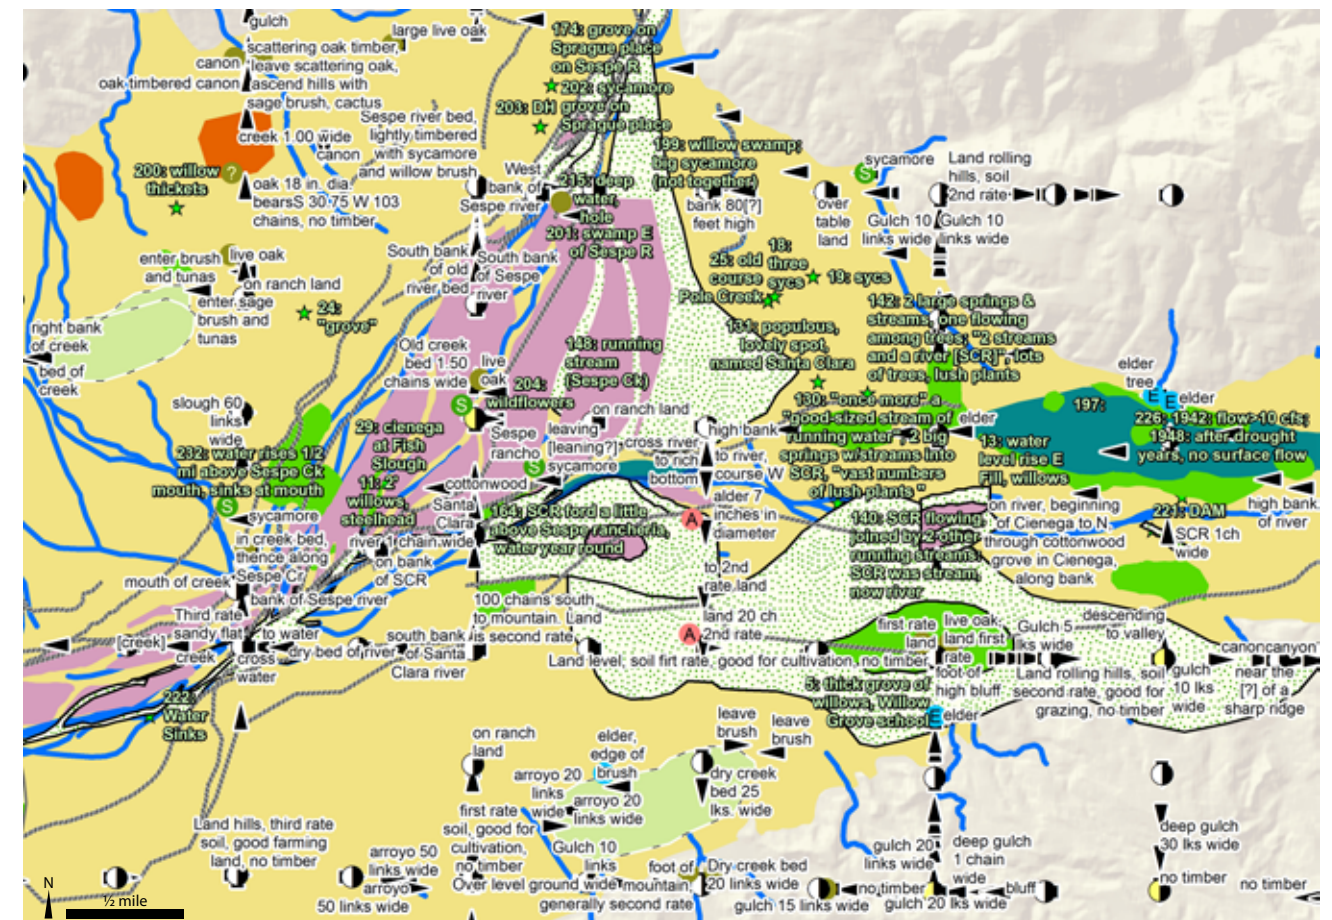 gulch
large live oak
scattering oak timber,
leave scattering oak,
ascend hills with
sage brush, cactus
canon
oak timbered canon
creek 1.00 wide
canon
174: grove on
Sprague place
on Sespe R
202: sycamore
grove on
Sprague place
203: DH
Sespe river bed,
lightly timbered
with sycamore
and willow brush
199: willow swamp;
big sycamore
(not together)
sycamore
Land rolling
hills, soil
2nd rate
200: willow
thickets
?
oak 18 in. dia.
bearsS 30.75 W 103
chains, no timber
West
bank of
Sespe river
215: deep
water,
hole
bank 80[?]
feet high
over
table
land
Gulch 10
links wide
Gulch 10
links wide
S
201: swamp E
of Sespe R
enter brush
and tunas
live oak
on ranch land
enter sage
brush and
tunas
South bank
of old
river bed
South bank
of Sespe
river
25: old
course
Pole Creek
18:
three
sycs
19: sycs
142: 2 large springs &
streams, one flowing
among trees; "2 streams
and a river [SCR]", lots
of trees, lush plants
24:
"grove"
right bank
of creek
bed of
creek
Old creek
bed 1.50
chains wide
live
oak
148: running
stream
(Sespe Ck)
131: populous,
lovely spot,
named Santa Clara
elder
tree
E
E
elder
204:
wildflowers
S
130: "once more" a
"good-sized stream of
running water" - 2 big
springs w/streams into
SCR, "vast numbers
of lush plants"
elder
197:
226: 1942: flow>10 cfs;
1948: after drought
years, no surface flow
slough 60
links
wide
29: cienega
at Fish
Slough
Sespe
rancho
leaving
[leaning?]
sycamore
on ranch land
cross river
to rich
bottom
high bank
to river,
course W
13: water
level rise E
Fill, willows
232: water rises 1/2
mi above Sespe Ck
mouth, sinks at mouth
11: 2'
willows,
steelhead
cottonwood
S
S
sycamore
Santa
Clara
river 1 chain wide
164: SCR ford a little
above Sespe rancheria,
water year round
A
alder 7
inches in
diameter
140: SCR flowing,
joined by 2 other
running streams;
SCR was stream,
now river
on river, beginning
of Cienega to N,
through cottonwood
grove in Cienega,
along bank
221: DAM
SCR 1ch
wide
high bank
of river
in creek bed,
thence along
Sespe Cr
on bank
of SCR
mouth of creek
bank of Sespe river
to 2nd
rate land
Third rate
sandy flat
to water
100 chains south
to mountain. Land
is second rate
A
land 20 ch
2nd rate
first rate
land
live oak,
land first
rate
Gulch 5
lks wide
descending
to valley
[creek]
creek
cross
water
dry bed of river
south bank
of Santa
Clara river
Land level, soil firt rate, good for cultivation, no timber
foot of
high bluff
Land rolling hills, soil
second rate, good for
grazing, no timber
gulch
10 lks
wide
canoncanyon
near the
[?] of a
sharp ridge
222:
Water
Sinks
5: thick grove of
willows, Willow
Grove school
E
elder
on ranch
land
elder,
edge of
brush
leave
brush
leave
brush
arroyo 20
links
wide
arroyo 20
links wide
dry creek
bed 25
lks. wide
first rate
soil, good for
cultivation,
no timber
Land hills, third rate
soil, good farming
land, no timber
arroyo 50
links wide
arroyo
50 links wide
Gulch 10
links
wide
Over level ground
generally second rate
foot of
mountain
Dry creek bed
20 links wide
gulch 15 links wide
no timber
gulch 20
links wide
deep gulch
1 chain
wide
gulch 20 lks wide
bluff
deep gulch
30 lks wide
no timber
no timber
N
½ mile